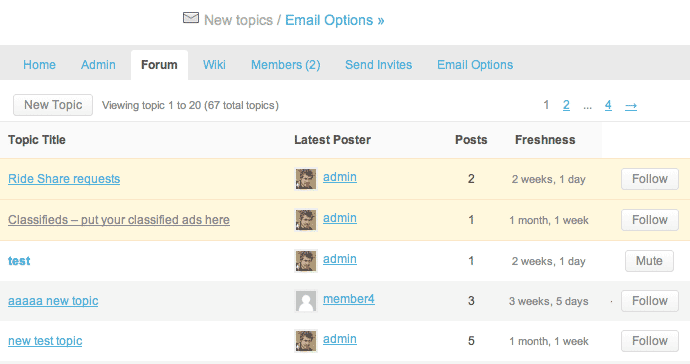 New topics / Email Options »
Home Admin Forum Wiki Members (2) Send Invites Email Options
New Topic Viewing topic 1 to 20 (67 total topics) 1 2 ... 4 →
Topic Title Latest Poster Posts Freshness
Ride Share requests admin 2 2 weeks, 1 day Follow
Classifieds – put your classified ads here admin 1 1 month, 1 week Follow
test admin 1 2 weeks, 1 day Mute
aaaaa new topic member4 3 3 weeks, 5 days Follow
new test topic admin 5 1 month, 1 week Follow